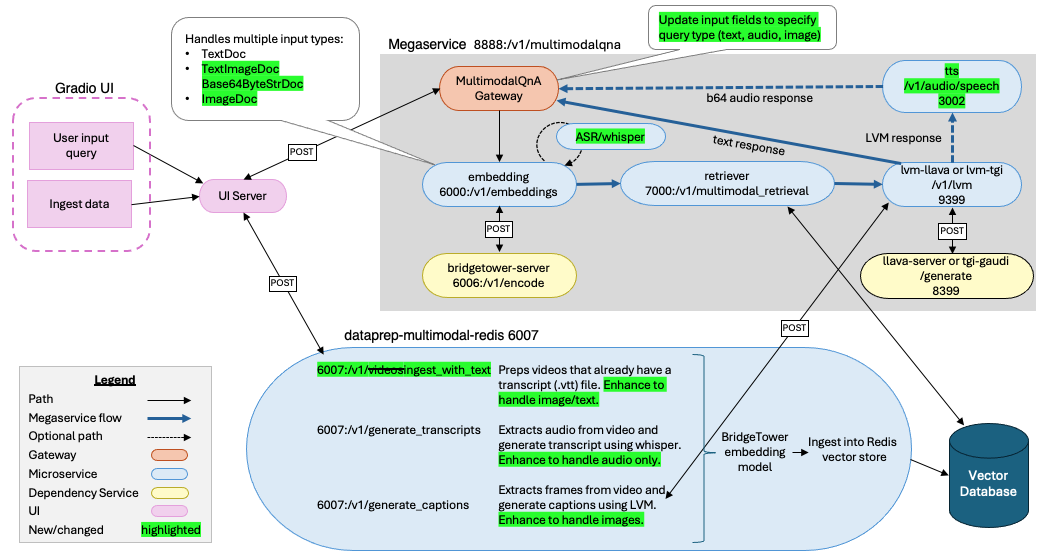 Handles multiple input types:
• TextDoc
• TextImageDoc
Base64ByteStrDoc
• ImageDoc
Update input fields to specify
query type (text, audio, image)
Megaservice 8888:/v1/multimodalqna
Gradio UI
User input
query
Ingest data
UI Server
POST
MultimodalQnA
Gateway
b64 audio response
tts
/v1/audio/speech
3002
ASR/whisper
text response
LVM response
embedding
6000:/v1/embeddings
retriever
7000:/v1/multimodal_retrieval
lvm-llava or lvm-tgi
/v1/lvm
9399
POST
POST
bridgetower-server
6006:/v1/encode
llava-server or tgi-gaudi
/generate
8399
POST
POST
dataprep-multimodal-redis 6007
6007:/v1/videosingest_with_text
Preps videos that already have a
transcript (.vtt) file. Enhance to
handle image/text.
6007:/v1/generate_transcripts
Extracts audio from video and
generate transcript using whisper.
Enhance to handle audio only.
6007:/v1/generate_captions
Extracts frames from video and
generate captions using LVM.
Enhance to handle images.
BridgeTower
embedding
model
Ingest into Redis
vector store
Vector
Database
Legend
Path
Megaservice flow
Optional path
Gateway
Microservice
Dependency Service
UI
New/changed
highlighted